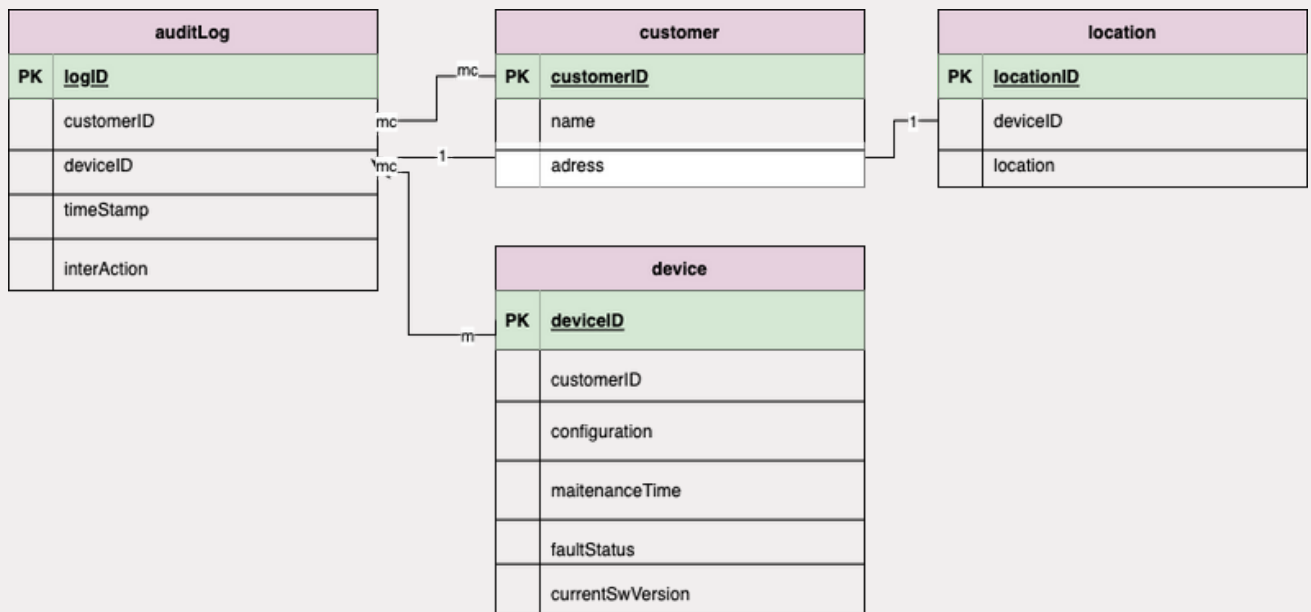 auditLog
PK logID
customerID
deviceID
timeStamp
interAction
mc
mc
mc
1
m
customer
PK customerID
name
adress
1
location
PK locationID
deviceID
location
device
PK deviceID
customerID
configuration
maitenanceTime
faultStatus
currentSwVersion